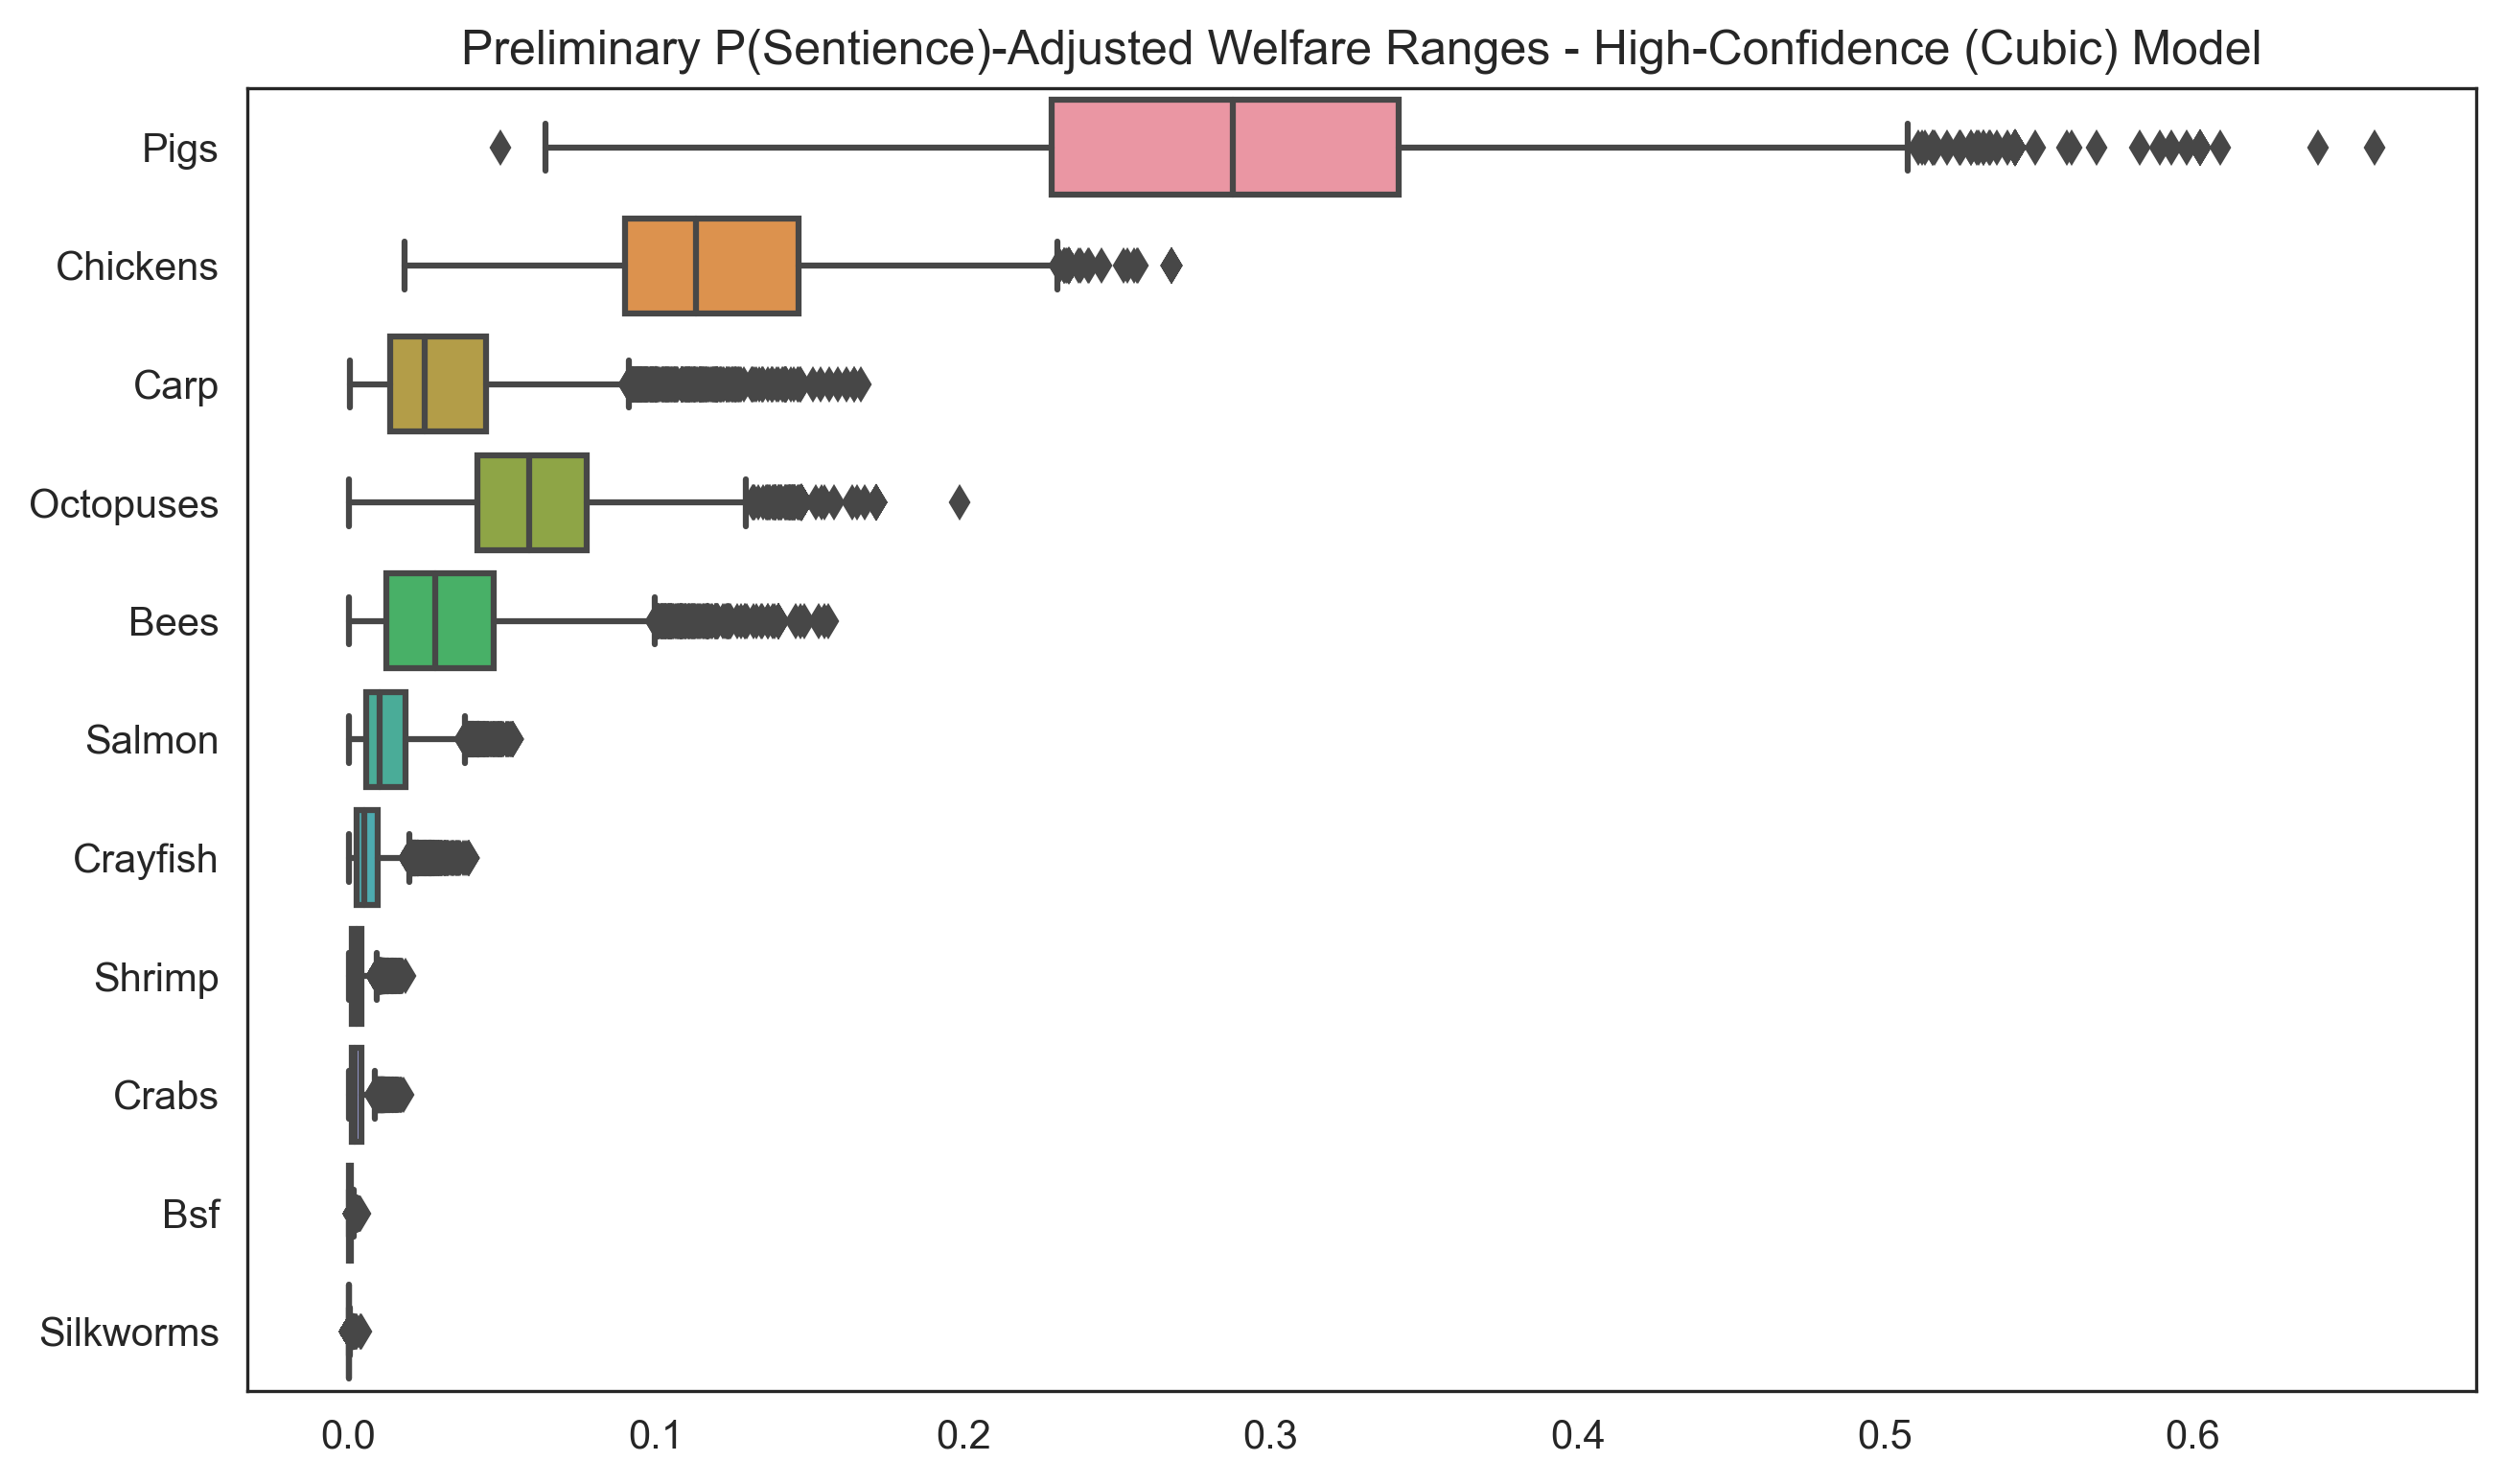 Preliminary P(Sentience)-Adjusted Welfare Ranges - High-Confidence (Cubic) Model
Pigs
Chickens
Carp
Octopuses
Bees
Salmon
Crayfish
Shrimp
Crabs
Bsf
Silkworms
0.0 0.1 0.2 0.3 0.4 0.5 0.6